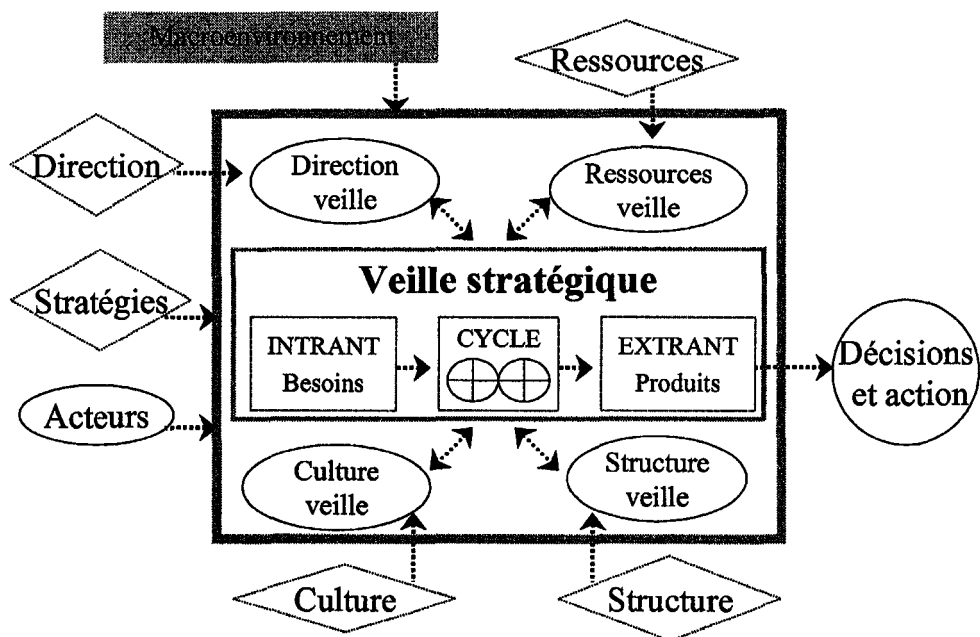 Macroenvironnement
Ressources
Direction
Direction
veille
Ressources
veille
Stratégies
Veille stratégique
INTRANT
Besoins
CYCLE
EXTRANT
Produits
Décisions
et action
Acteurs
Culture
veille
Structure
veille
Culture
Structure